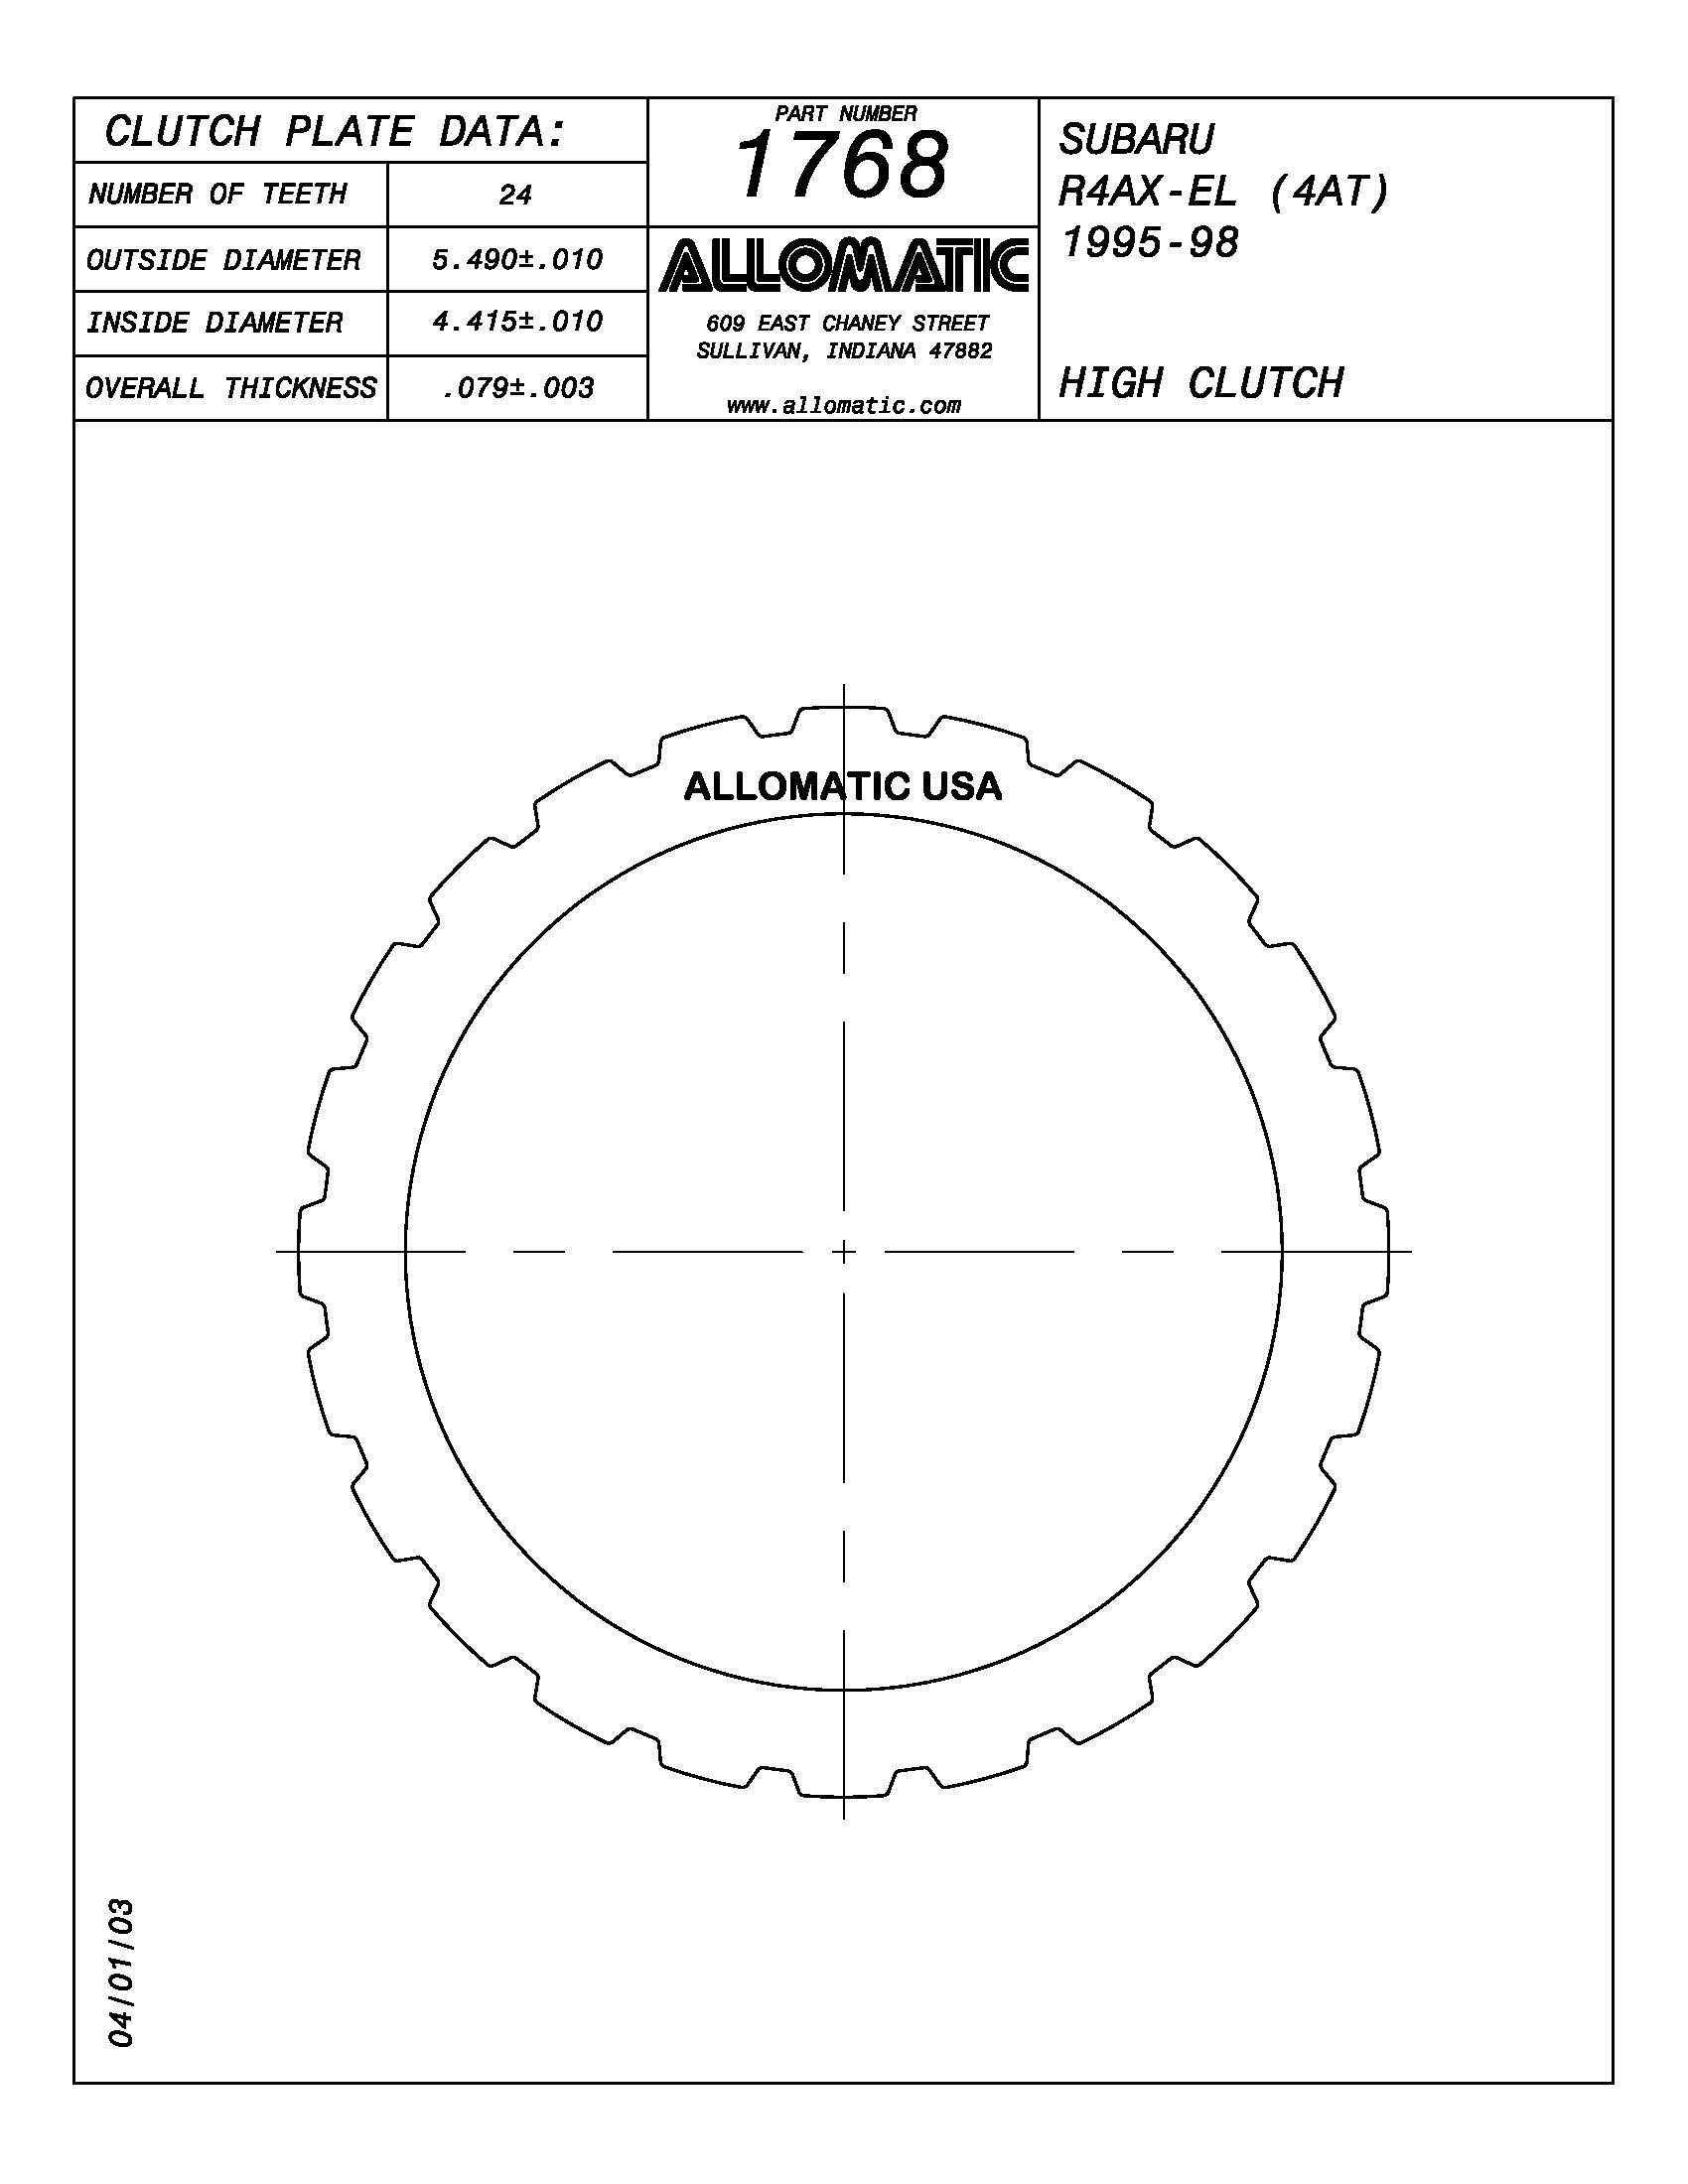 CLUTCH PLATE DATA:
NUMBER OF TEETH 24
OUTSIDE DIAMETER 5.490±.010
INSIDE DIAMETER 4.415±.010
OVERALL THICKNESS .079±.003
PART NUMBER
1768
ALLOMATIC
609 EAST CHANEY STREET
SULLIVAN, INDIANA 47882
www.allomatic.com
SUBARU
R4AX-EL (4AT)
1995-98
HIGH CLUTCH
ALLOMATIC USA
04/01/03